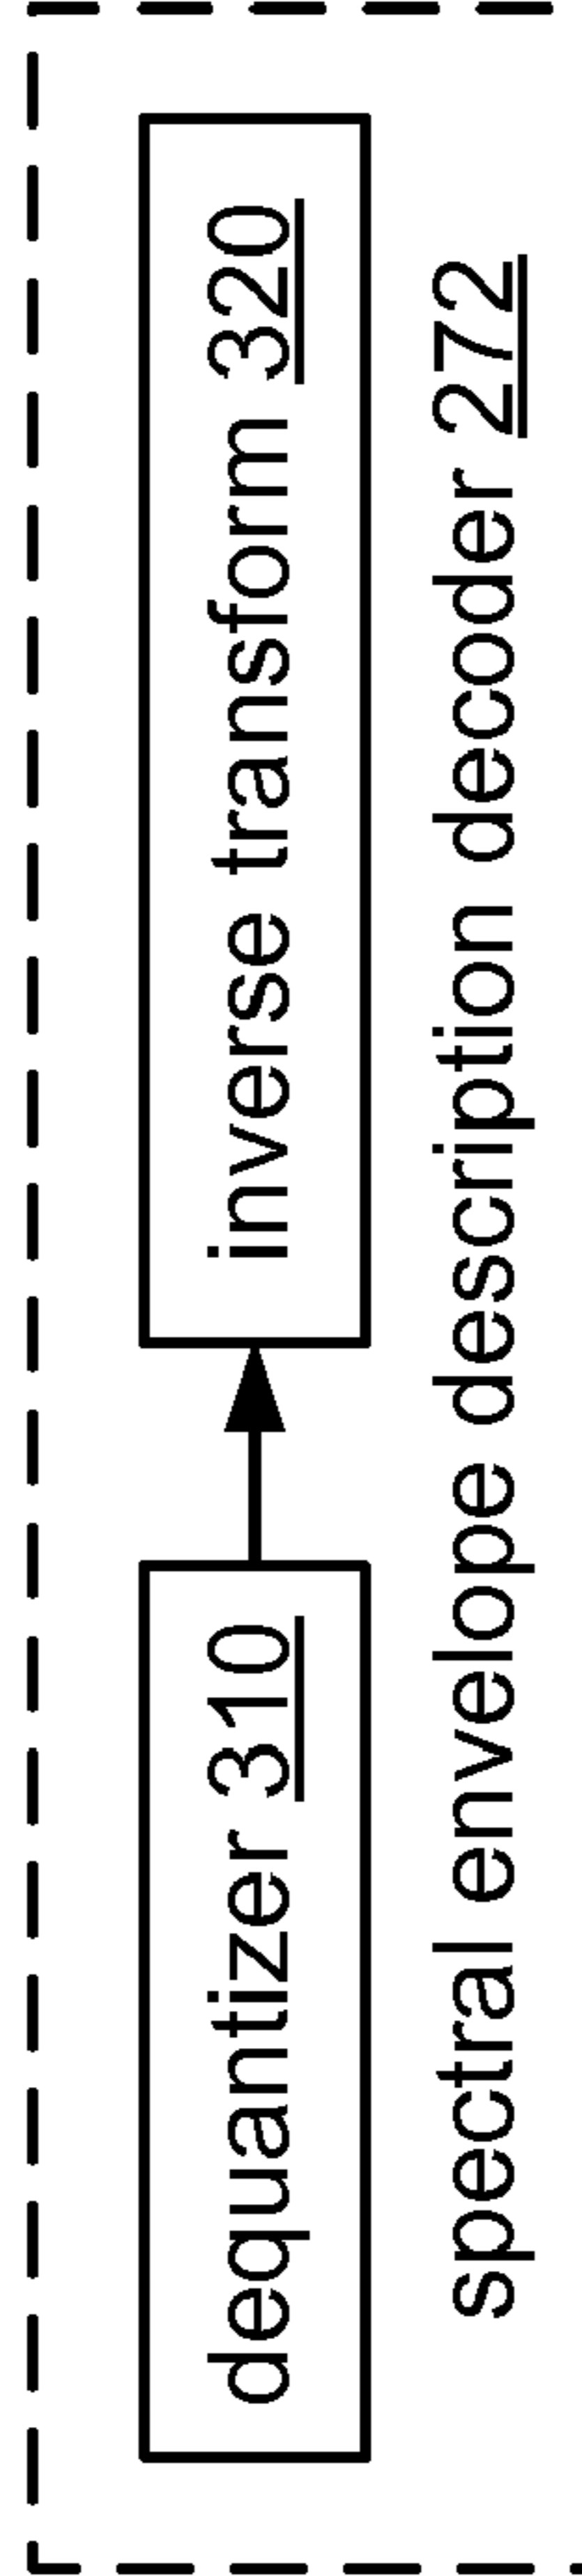 dequantizer 310
inverse transform 320
spectral envelope description decoder 272